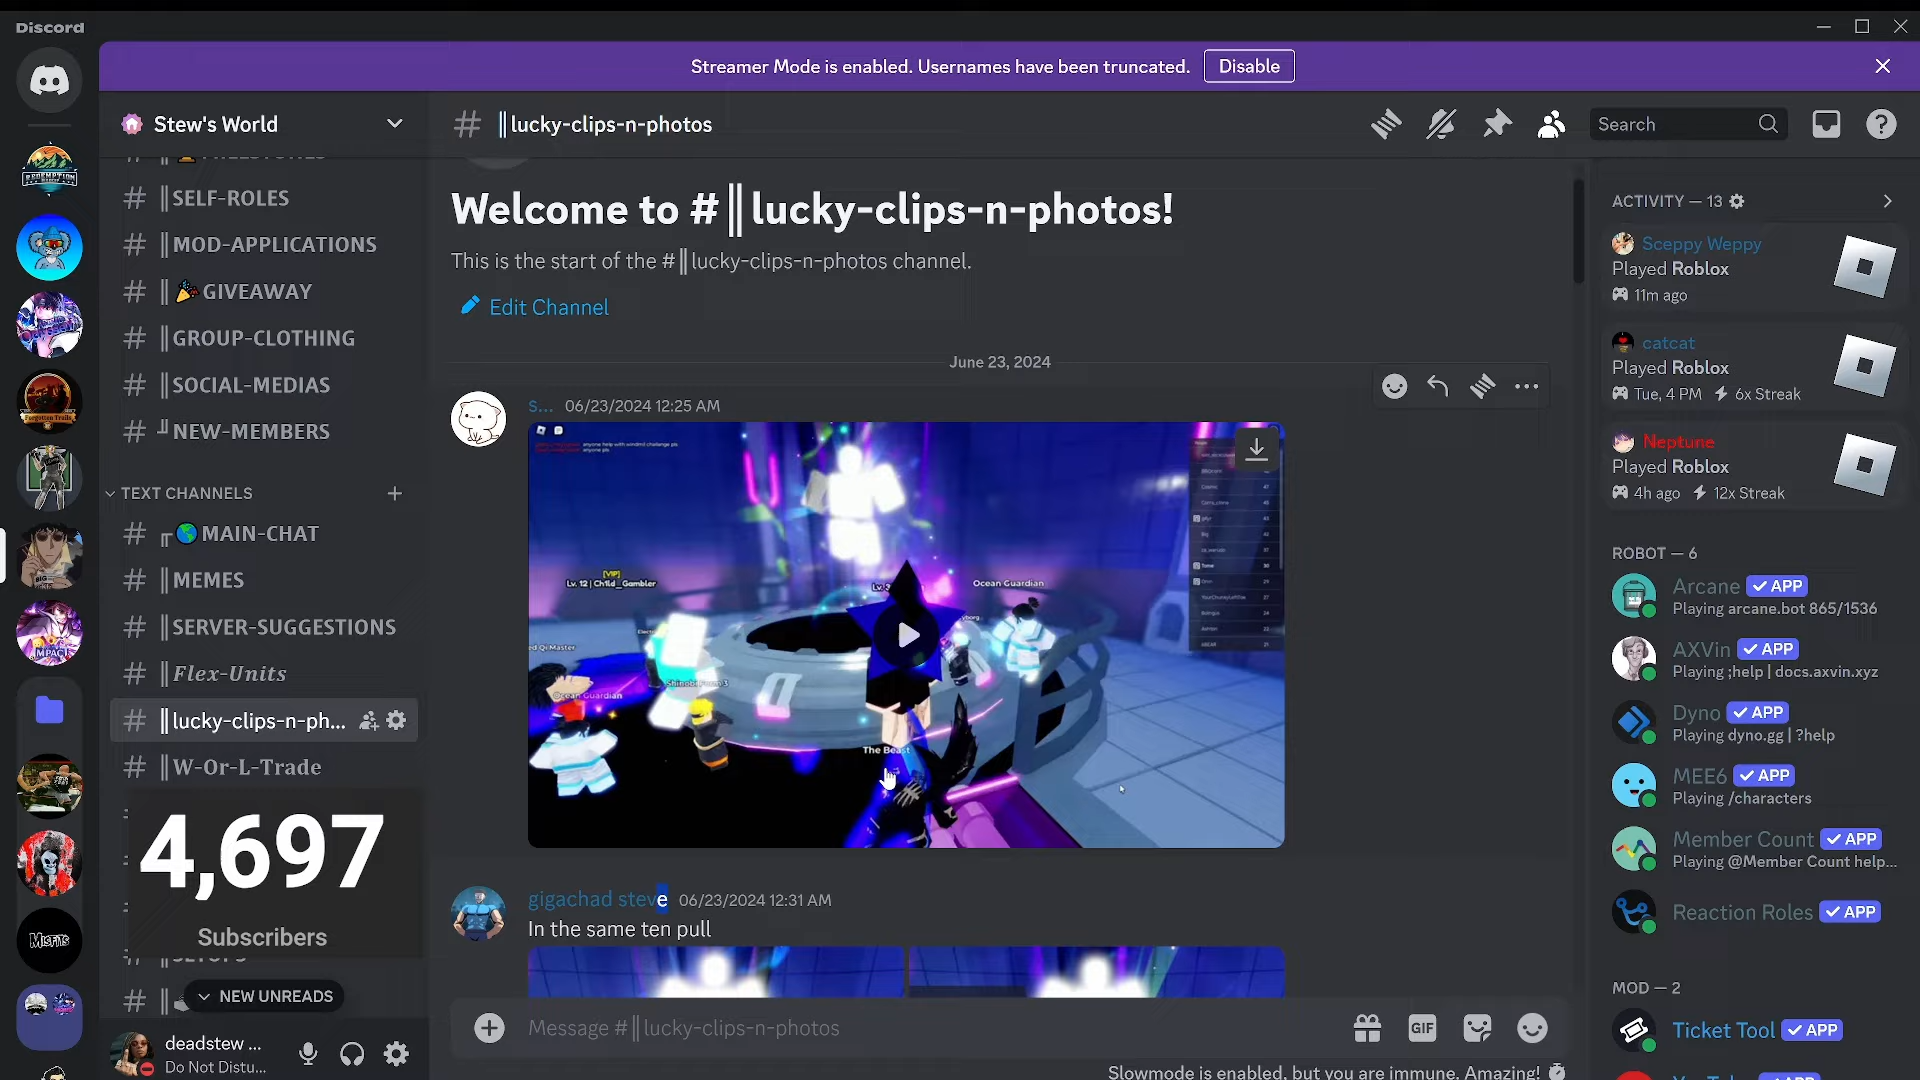 Discord
Streamer Mode is enabled. Usernames have been truncated.
Disable
Stew's World
# ║lucky-clips-n-photos
Search
# ║SELF-ROLES
# ║MOD-APPLICATIONS
# ║🎉GIVEAWAY
# ║GROUP-CLOTHING
# ║SOCIAL-MEDIAS
# ╝NEW-MEMBERS
TEXT CHANNELS
# ╔🌎MAIN-CHAT
# ║MEMES
# ║SERVER-SUGGESTIONS
# ║Flex-Units
# ║lucky-clips-n-ph...
# ║W-Or-L-Trade
4,697
Subscribers
NEW UNREADS
deadstew ...
Do Not Distu...
Welcome to #║lucky-clips-n-photos!
This is the start of the #║lucky-clips-n-photos channel.
Edit Channel
June 23, 2024
s... 06/23/2024 12:25 AM
[VIP]
Lv. 12 | Ch1ld_Gambler
Ocean Guardian
Ocean Guardian
The Beast
gigachad steve 06/23/2024 12:31 AM
In the same ten pull
Message #║lucky-clips-n-photos
GIF
Slowmode is enabled, but you are immune. Amazing!
ACTIVITY — 13
Sceppy Weppy
Played Roblox
11m ago
catcat
Played Roblox
Tue, 4 PM 6x Streak
Neptune
Played Roblox
4h ago 12x Streak
ROBOT — 6
Arcane ✓ APP
Playing arcane.bot 865/1536
AXVin ✓ APP
Playing ;help | docs.axvin.xyz
Dyno ✓ APP
Playing dyno.gg | ?help
MEE6 ✓ APP
Playing /characters
Member Count ✓ APP
Playing @Member Count help...
Reaction Roles ✓ APP
MOD — 2
Ticket Tool ✓ APP